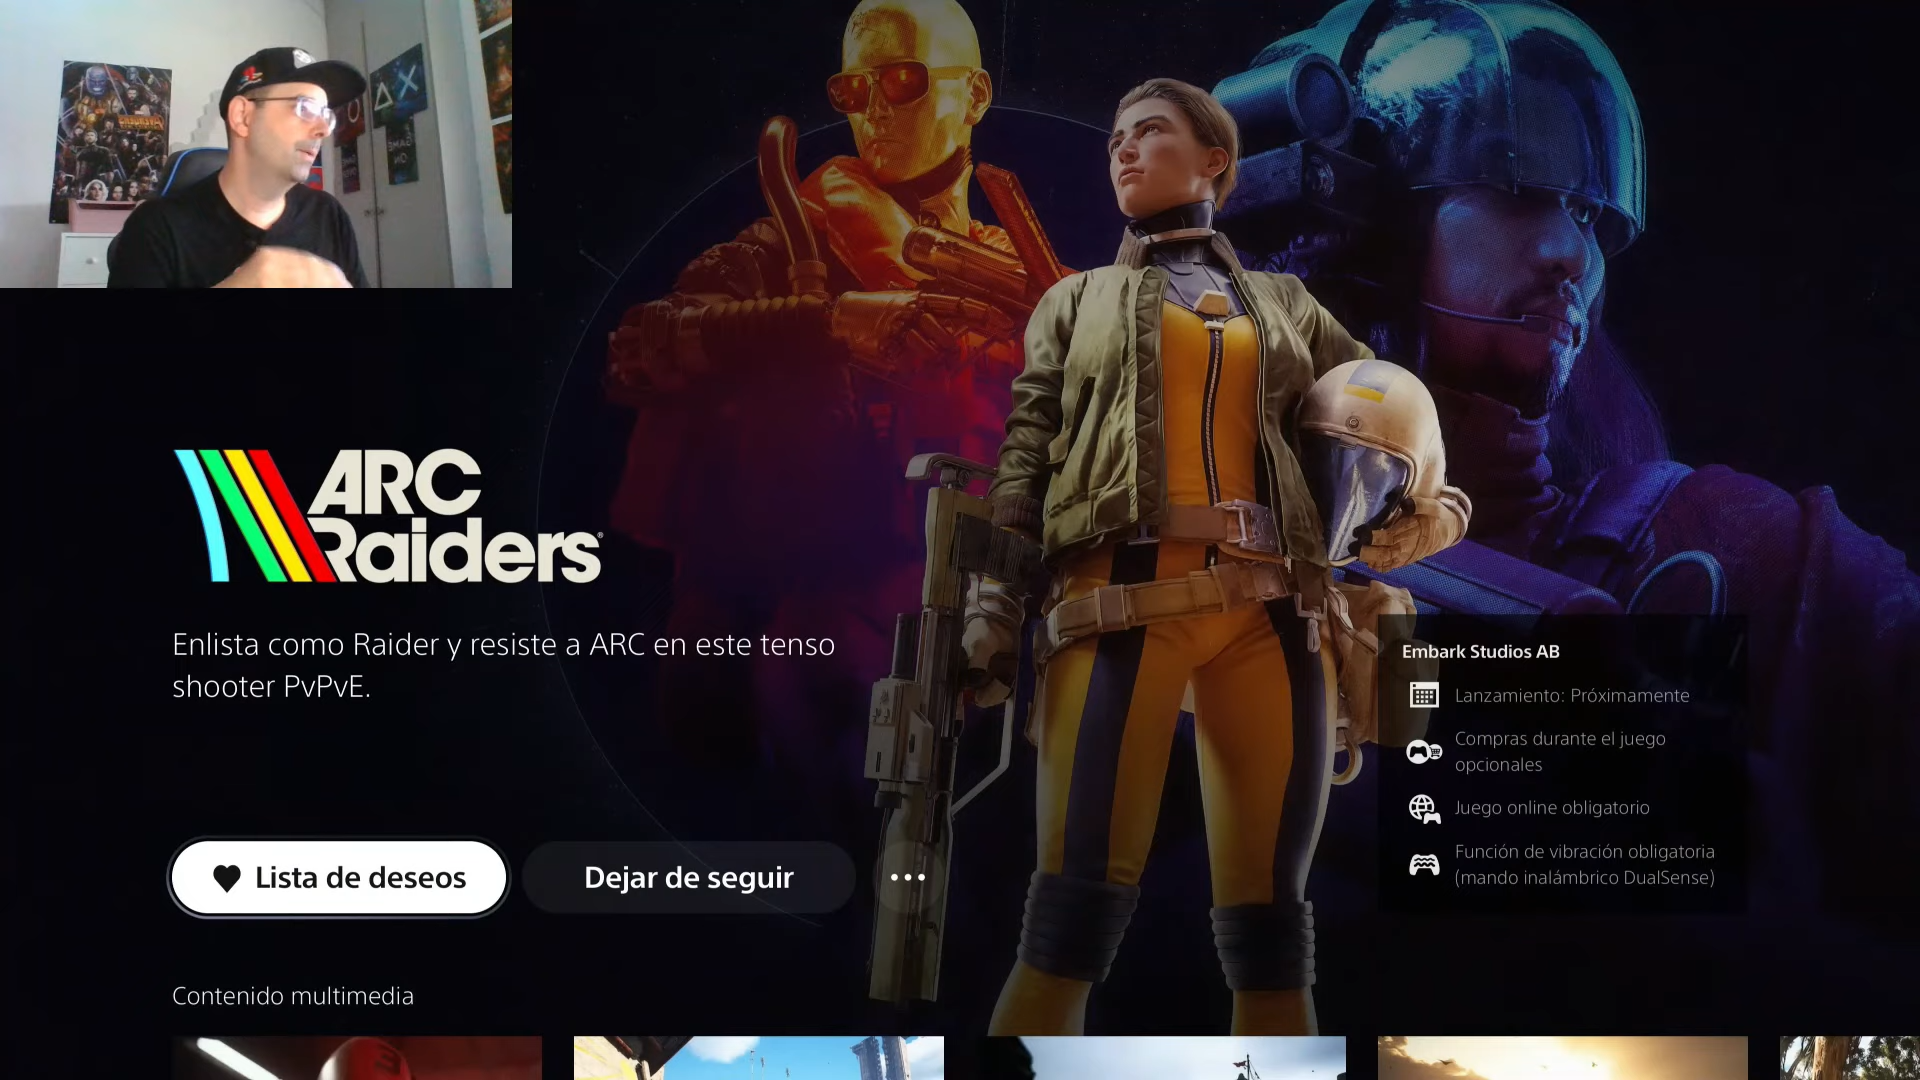 ARC
Raiders
Enlista como Raider y resiste a ARC en este tenso
shooter PvPvE.
Embark Studios AB
Lanzamiento: Próximamente
Compras durante el juego
opcionales
Juego online obligatorio
Función de vibración obligatoria
(mando inalámbrico DualSense)
Lista de deseos
Dejar de seguir
Contenido multimedia